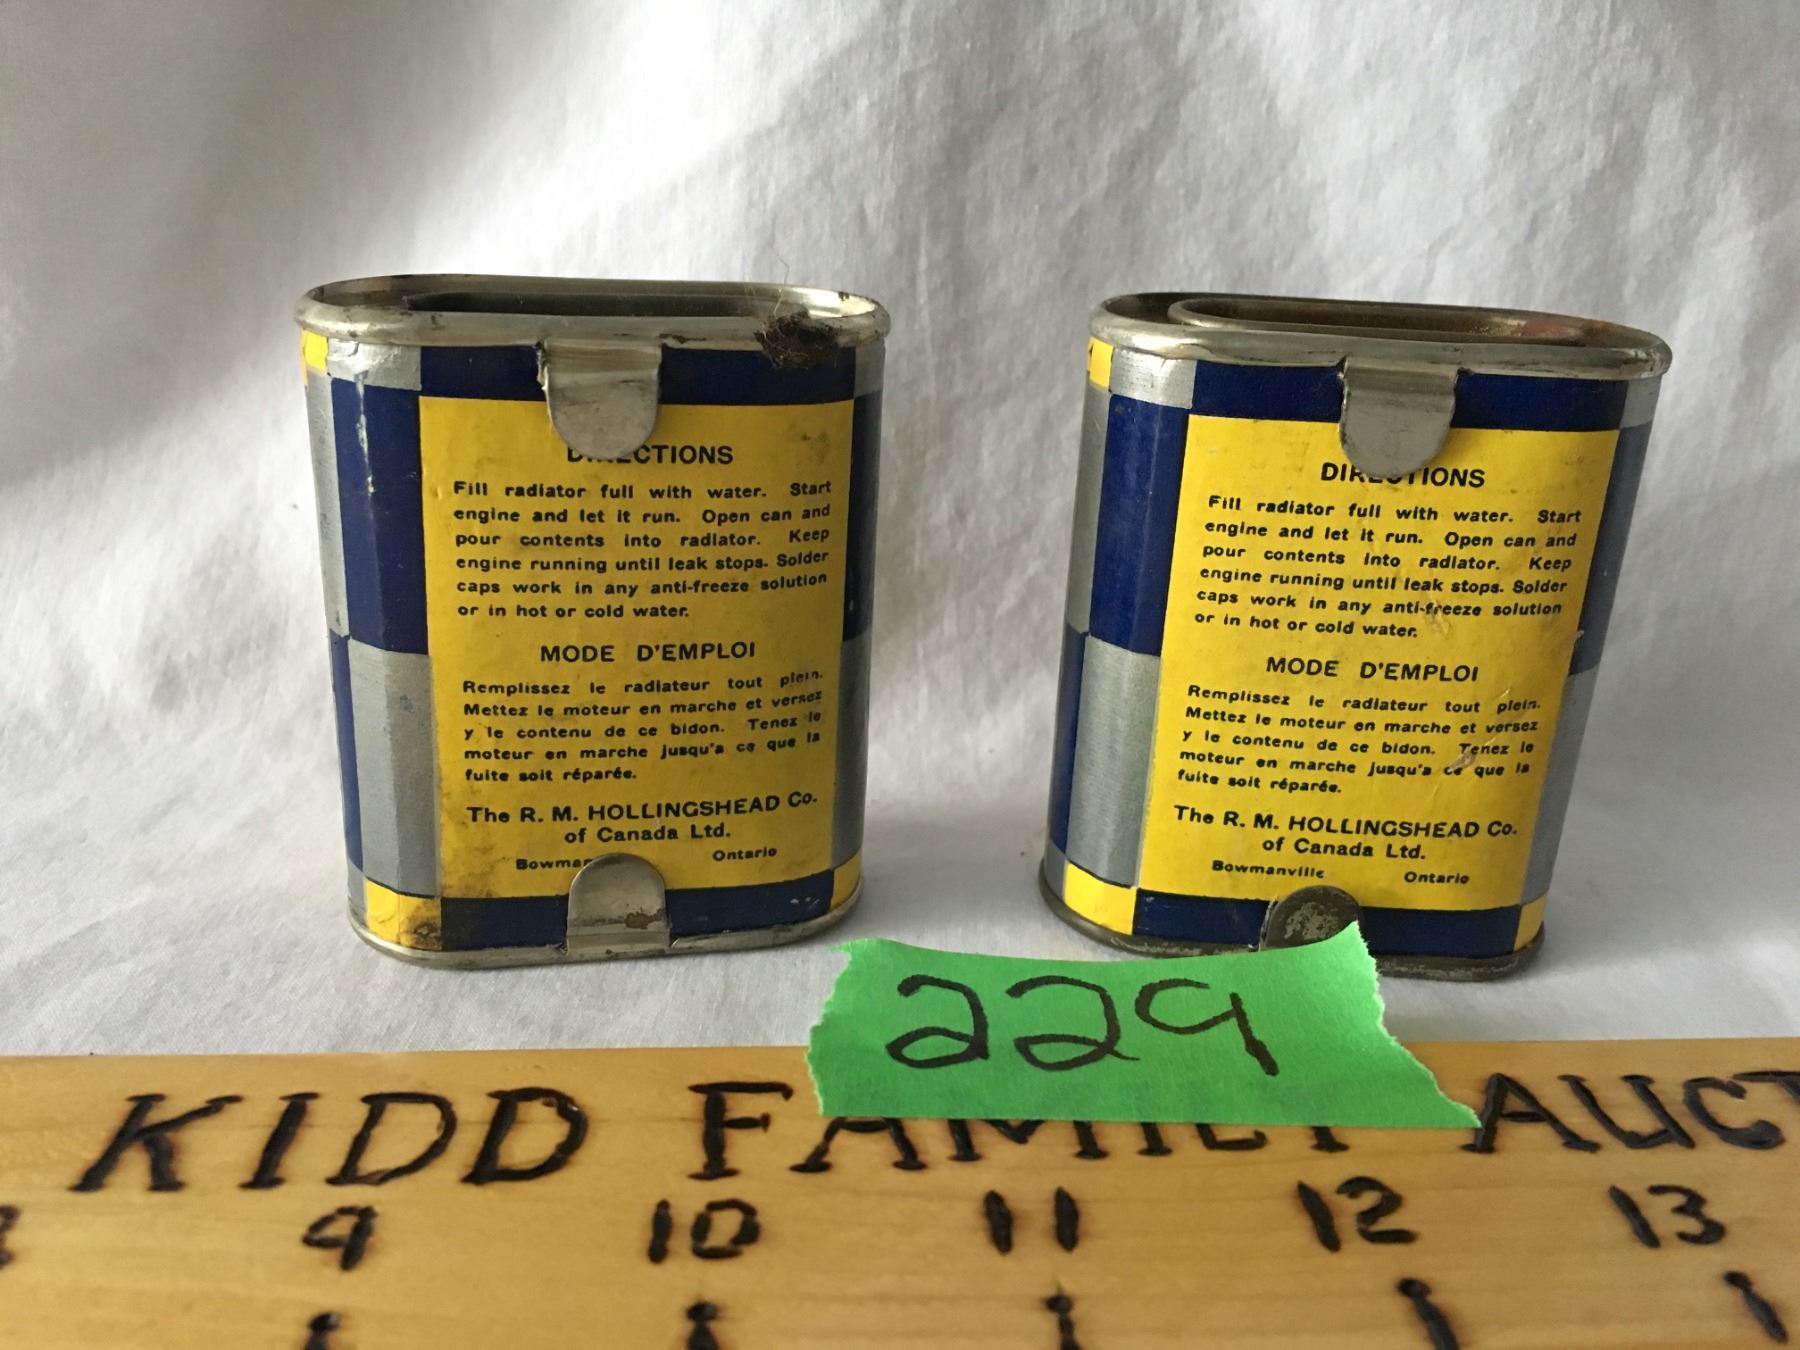 DIRECTIONS
Fill radiator full with water. Start
engine and let it run. Open can and
pour contents into radiator. Keep
engine running until leak stops. Solder
caps work in any anti-freeze solution
or in hot or cold water.
MODE D'EMPLOI
Remplissez le radiateur tout plein.
Mettez le moteur en marche et versez
y le contenu de ce bidon. Tenez le
moteur en marche jusqu'a ce que la
fuite soit réparée.
The R. M. HOLLINGSHEAD Co.
of Canada Ltd.
Bowman Ontario
DIRECTIONS
Fill radiator full with water. Start
engine and let it run. Open can and
pour contents into radiator. Keep
engine running until leak stops. Solder
caps work in any anti-freeze solution
or in hot or cold water.
MODE D'EMPLOI
Remplissez le radiateur tout plein.
Mettez le moteur en marche et versez
y le contenu de ce bidon. Tenez le
moteur en marche jusqu'a ce que la
fuite soit réparée.
The R. M. HOLLINGSHEAD Co.
of Canada Ltd.
Bowmanville Ontario
229
KIDD FAMILY AUCT
9 10 11 12 13